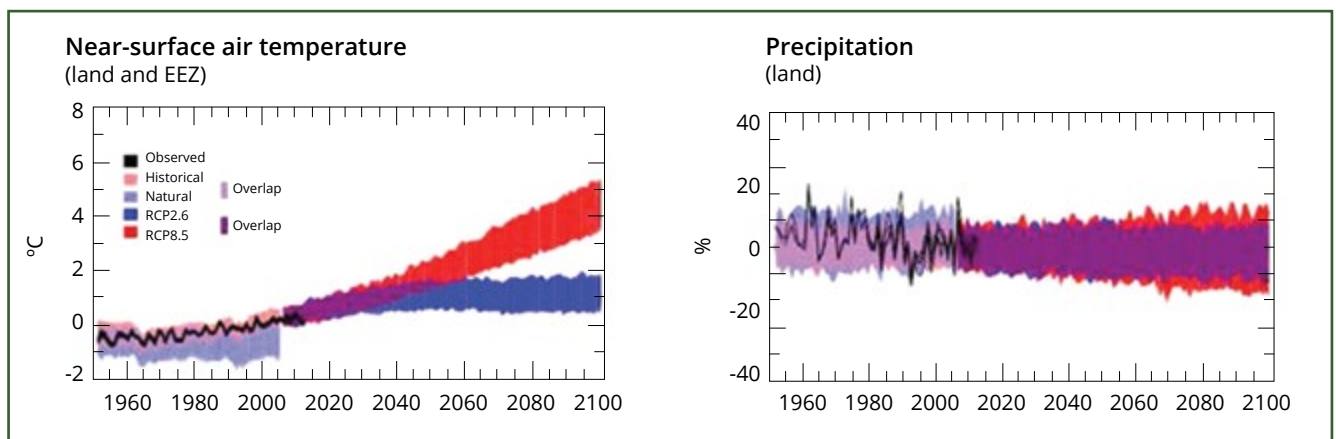 Near-surface air temperature
(land and EEZ)
8
6
4
2
0
-2
ºC
Observed
Historical
Natural
RCP2.6
RCP8.5
Overlap
Overlap
1960 1980 2000 2020 2040 2060 2080 2100
Precipitation
(land)
40
20
0
-20
-40
%
1960 1980 2000 2020 2040 2060 2080 2100